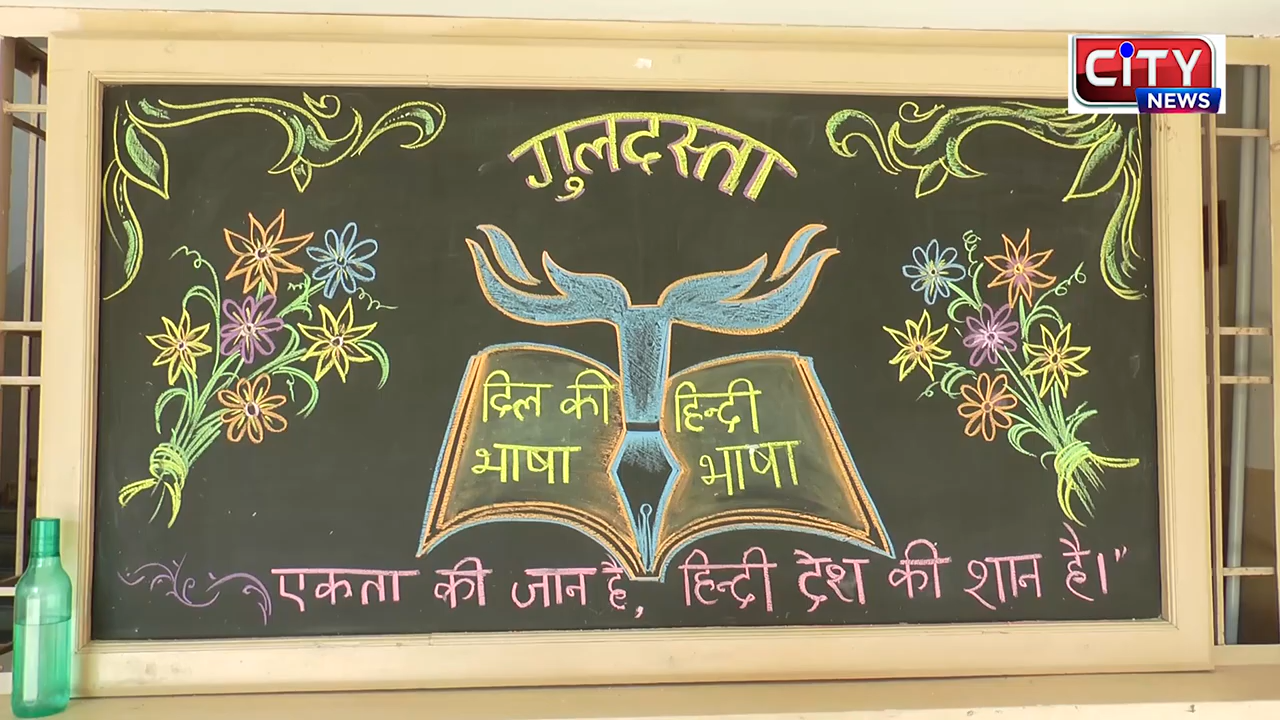 CITY
NEWS
गुलदस्ता
दिल की
भाषा
हिन्दी
भाषा
एकता की जान है, हिन्दी देश की शान है।"